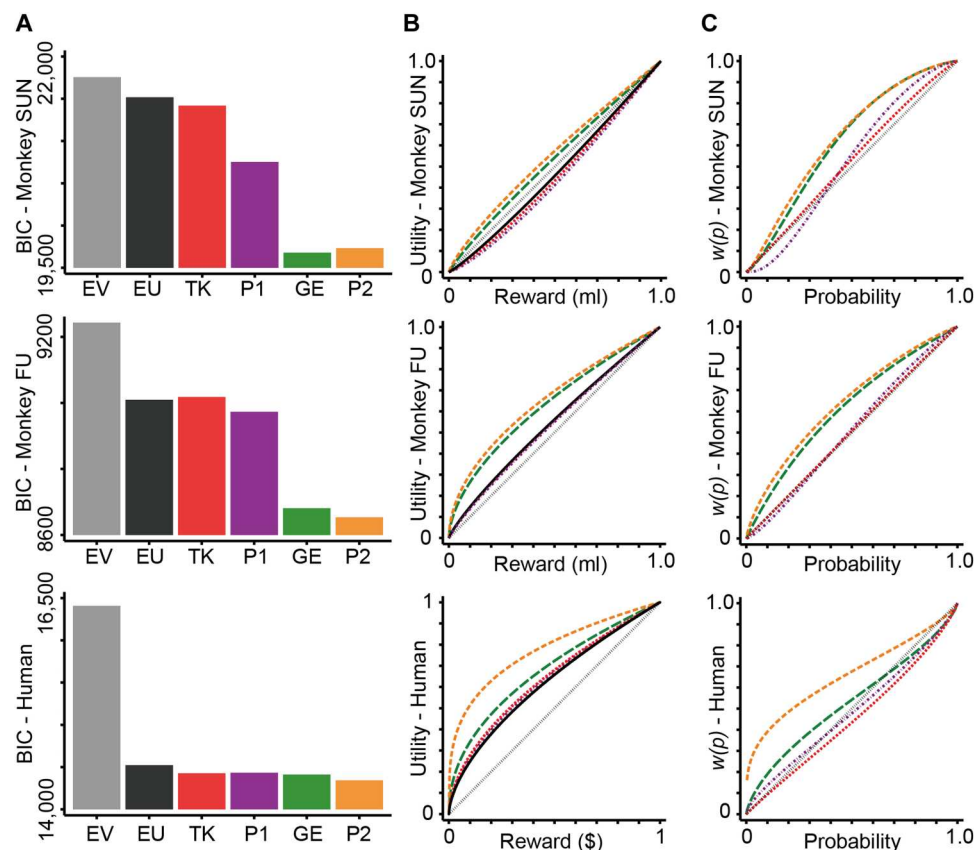 A
B
C
BIC - Monkey SUN
22,000
19,500
EV EU TK P1 GE P2
Utility - Monkey SUN
1.0
0
0 1.0
Reward (ml)
w(p) - Monkey SUN
1.0
0
0 1.0
Probability
BIC - Monkey FU
9200
8600
EV EU TK P1 GE P2
Utility - Monkey FU
1.0
0
0 1.0
Reward (ml)
w(p) - Monkey FU
1.0
0
0 1.0
Probability
BIC - Human
16,500
14,000
EV EU TK P1 GE P2
Utility - Human
1
0
0 1
Reward ($)
w(p) - Human
1.0
0
0 1.0
Probability